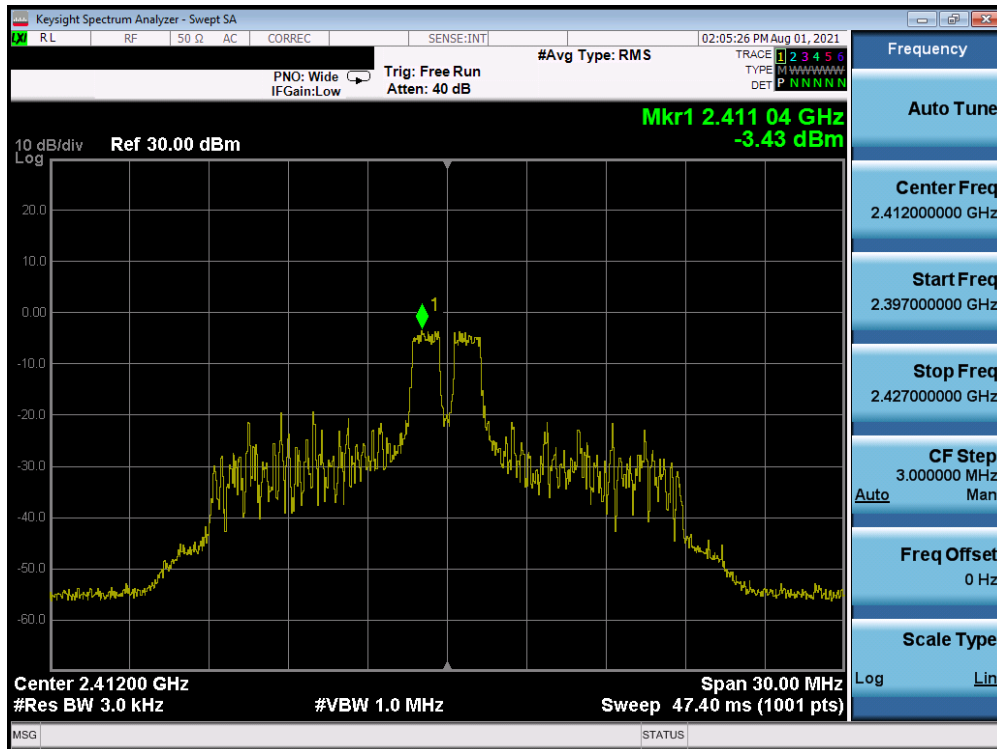 Keysight Spectrum Analyzer - Swept SA
LXI RL RF 50 Ω AC CORREC SENSE:INT 02:05:26 PM Aug 01, 2021
#Avg Type: RMS TRACE 1 2 3 4 5 6
PNO: Wide Trig: Free Run TYPE M WWWWW
IFGain:Low Atten: 40 dB DET P N N N N N
Mkr1 2.411 04 GHz
-3.43 dBm
10 dB/div Ref 30.00 dBm
Log
20.0
10.0
1
0.00
-10.0
-20.0
-30.0
-40.0
-50.0
-60.0
Center 2.41200 GHz Span 30.00 MHz
#Res BW 3.0 kHz #VBW 1.0 MHz Sweep 47.40 ms (1001 pts)
MSG STATUS
Frequency
Auto Tune
Center Freq
2.412000000 GHz
Start Freq
2.397000000 GHz
Stop Freq
2.427000000 GHz
CF Step
3.000000 MHz
Auto Man
Freq Offset
0 Hz
Scale Type
Log Lin